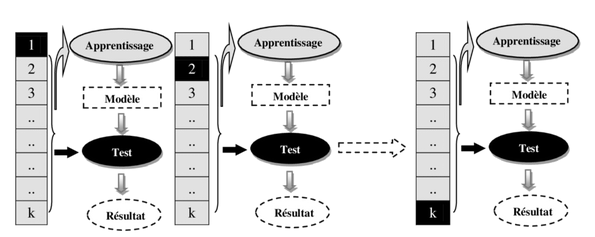 1
2
3
..
..
..
..
k
Apprentissage
Modèle
Test
Résultat
1
2
3
..
..
..
..
k
Apprentissage
Modèle
Test
Résultat
1
2
3
..
..
..
..
k
Apprentissage
Modèle
Test
Résultat